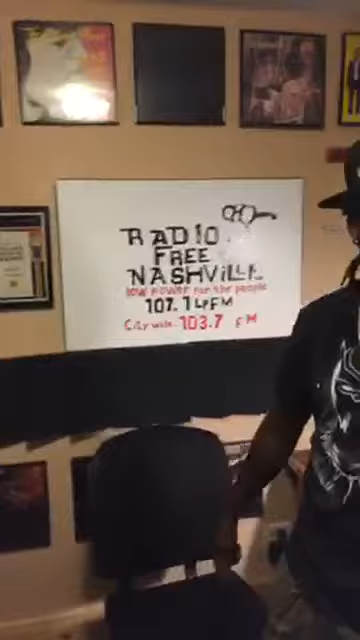 RADIO
FREE
NASHVILLE
low power for the people
107.1 LPFM
City wide 103.7 FM